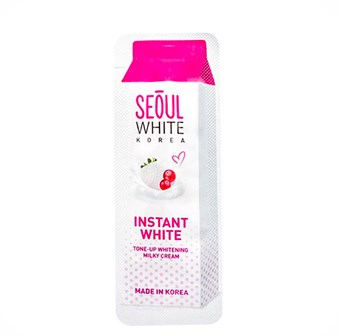 SEOUL
WHITE
KOREA
INSTANT
WHITE
TONE-UP WHITENING
MILKY CREAM
MADE IN KOREA